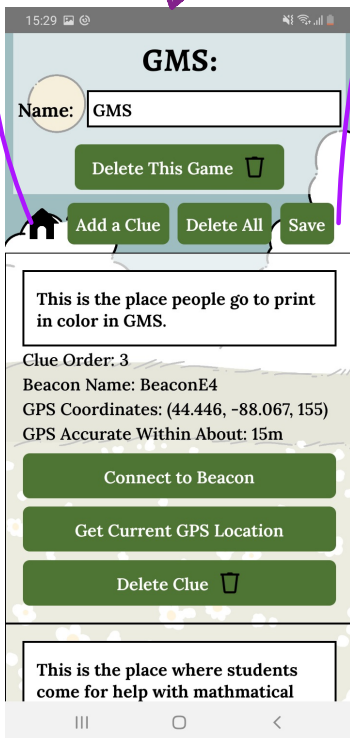 15:29
GMS:
Name: GMS
Delete This Game
Add a Clue Delete All Save
This is the place people go to print
in color in GMS.
Clue Order: 3
Beacon Name: BeaconE4
GPS Coordinates: (44.446, -88.067, 155)
GPS Accurate Within About: 15m
Connect to Beacon
Get Current GPS Location
Delete Clue
This is the place where students
come for help with mathmatical